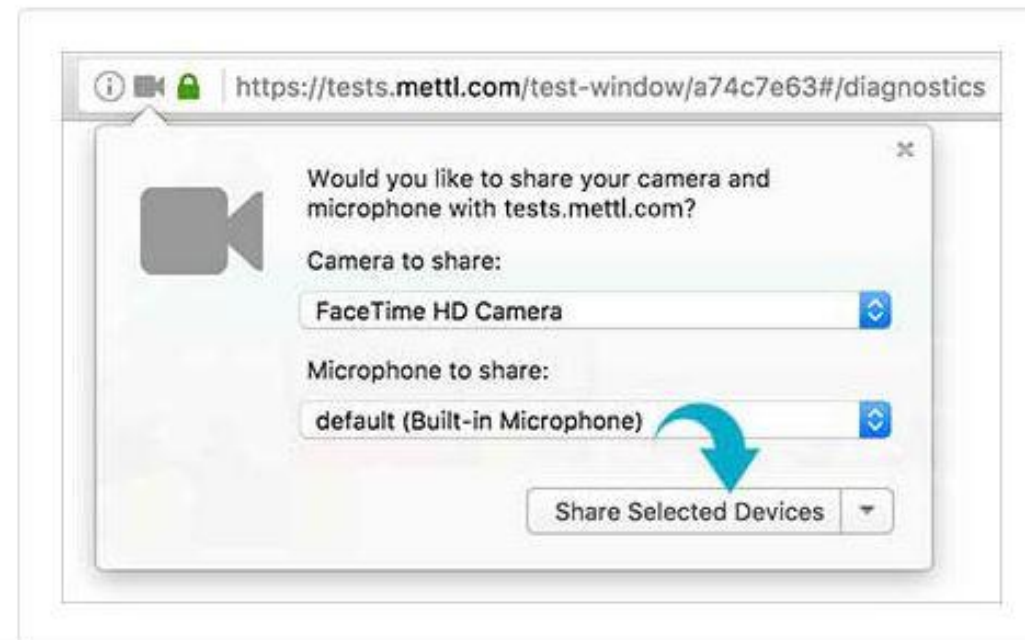 https://tests.mettl.com/test-window/a74c7e63#/diagnostics
Would you like to share your camera and
microphone with tests.mettl.com?
Camera to share:
FaceTime HD Camera
Microphone to share:
default (Built-in Microphone)
Share Selected Devices